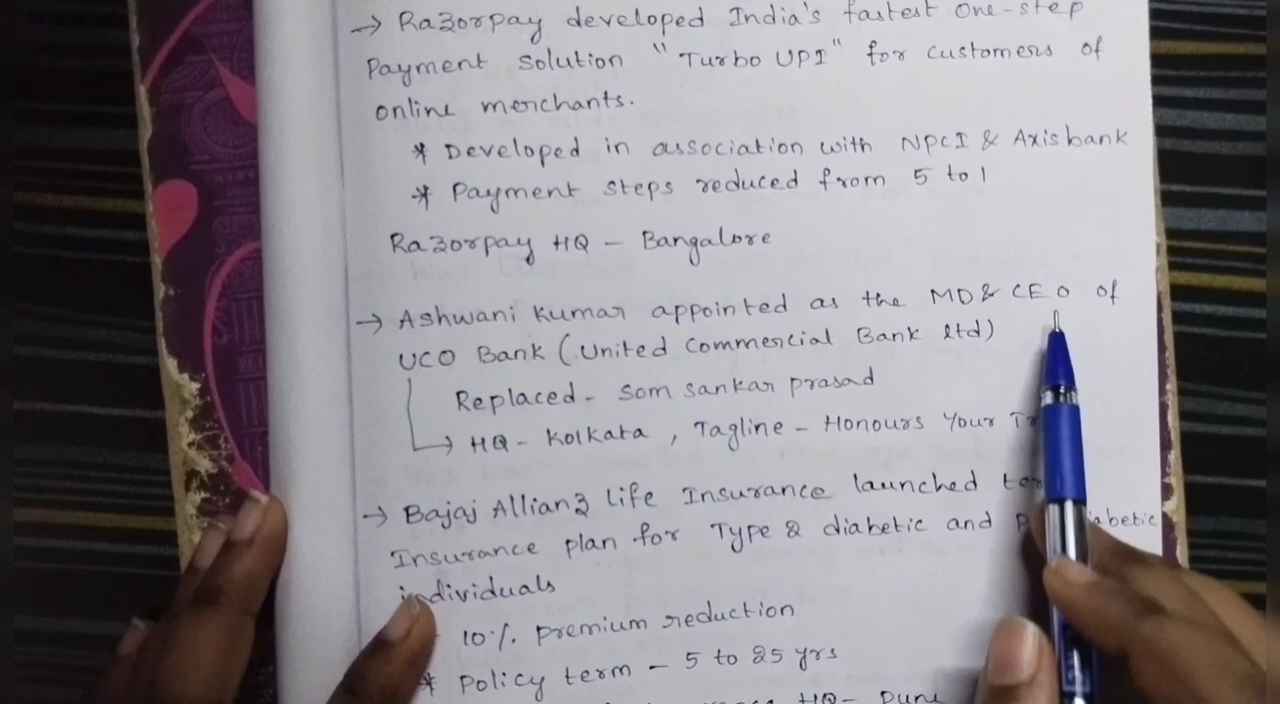 → Razorpay developed India's fastest one-step
Payment solution "Turbo UPI" for customers of
online merchants.
* Developed in association with NPCI & Axis bank
* Payment steps reduced from 5 to 1
Razorpay HQ - Bangalore
→ Ashwani Kumar appointed as the MD & CEO of
UCO Bank (United Commercial Bank Ltd)
Replaced - Som Sankar prasad
→ HQ - Kolkata, Tagline - Honours Your
→ Bajaj Allianz Life Insurance launched
Insurance plan for Type 2 diabetic and
individuals
10% premium reduction
* Policy term - 5 to 25 yrs
HQ- Pune